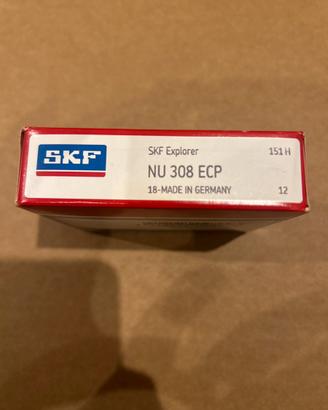 SKF
SKF Explorer 151 H
NU 308 ECP
18-MADE IN GERMANY 12